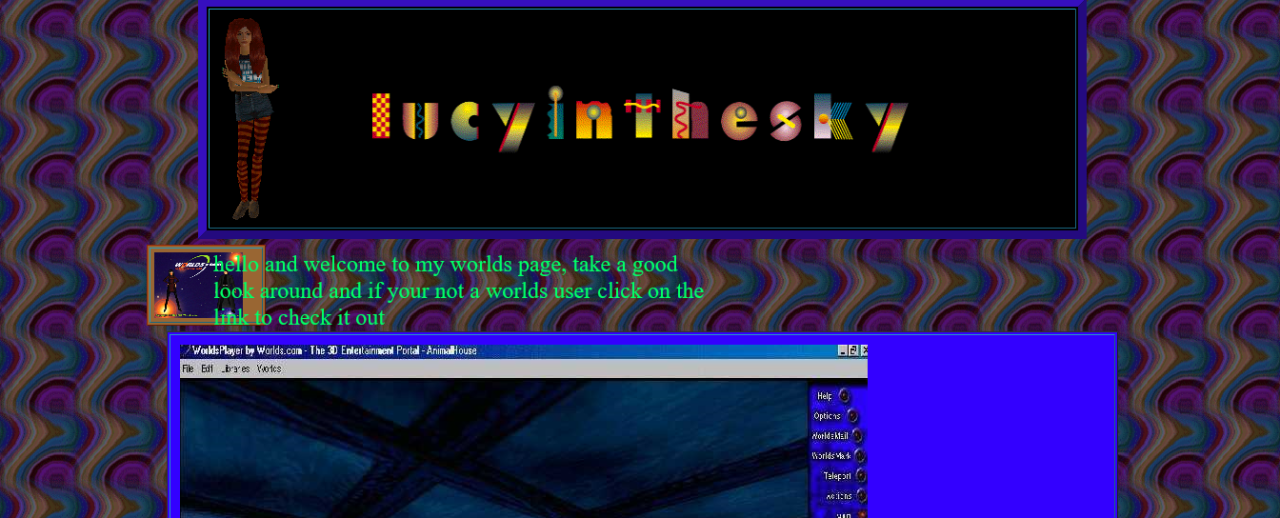 lucyinthesky
WORLDS
hello and welcome to my worlds page, take a good
look around and if your not a worlds user click on the
link to check it out
WorldsPlayer by Worlds.com - The 3D Entertainment Portal - AnimalHouse
File Edit Libraries Worlds
Help
Options
WorldsMail
WorldsMark
Teleport
Actions